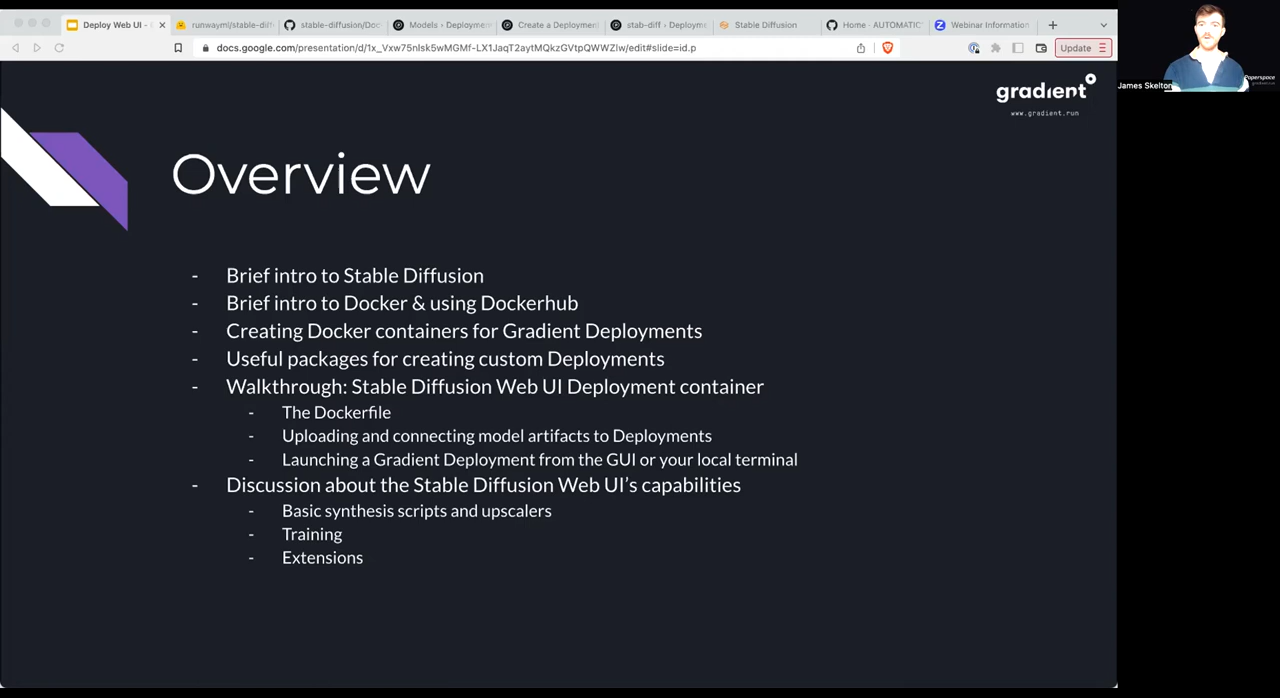 Deploy Web UI -
runwayml/stable-diff
stable-diffusion/Doc
Models › Deploymen
Create a Deployment
stab-diff › Deployme
Stable Diffusion
Home · AUTOMATIC
Webinar Information
docs.google.com/presentation/d/1x_Vxw75nIsk5wMGMf-LX1JaqT2aytMQkzGVtpQWWZIw/edit#slide=id.p
Update
James Skelton
Paperspace
gradient
www.gradient.run
Overview
- Brief intro to Stable Diffusion
- Brief intro to Docker & using Dockerhub
- Creating Docker containers for Gradient Deployments
- Useful packages for creating custom Deployments
- Walkthrough: Stable Diffusion Web UI Deployment container
- The Dockerfile
- Uploading and connecting model artifacts to Deployments
- Launching a Gradient Deployment from the GUI or your local terminal
- Discussion about the Stable Diffusion Web UI's capabilities
- Basic synthesis scripts and upscalers
- Training
- Extensions